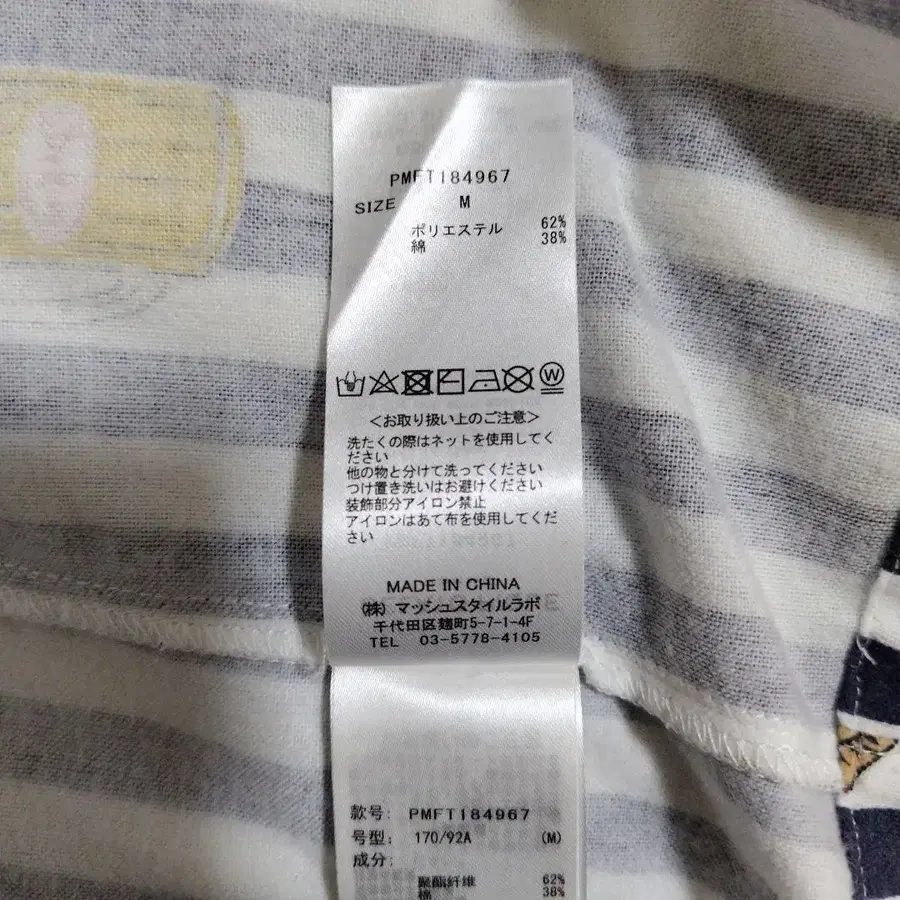 PMFT184967
SIZE M
ポリエステル 62%
綿 38%
W
<お取り扱い上のご注意>
洗たくの際はネットを使用してく
ださい
他の物と分けて洗ってください
つけ置き洗いはお避けください
装飾部分アイロン禁止
アイロンはあて布を使用してくだ
さい
MADE IN CHINA
(株) マッシュスタイルラボ
千代田区麹町5-7-1-4F
TEL 03-5778-4105
款号: PMFT184967
号型: 170/92A (M)
成分:
聚酯纤维 62%
棉 38%